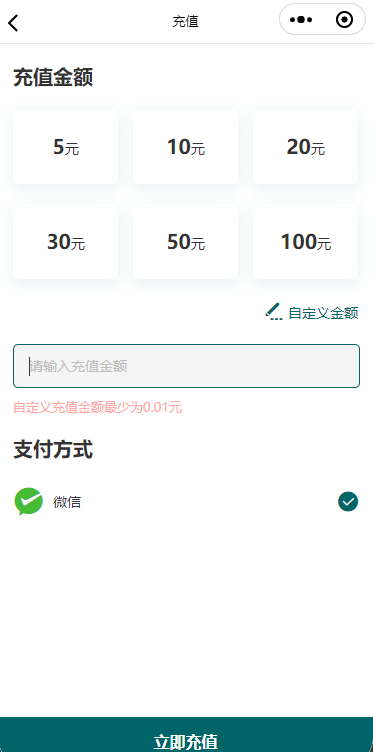 充值
充值金额
5元
10元
20元
30元
50元
100元
自定义金额
请输入充值金额
自定义充值金额最少为0.01元
支付方式
微信
立即充值